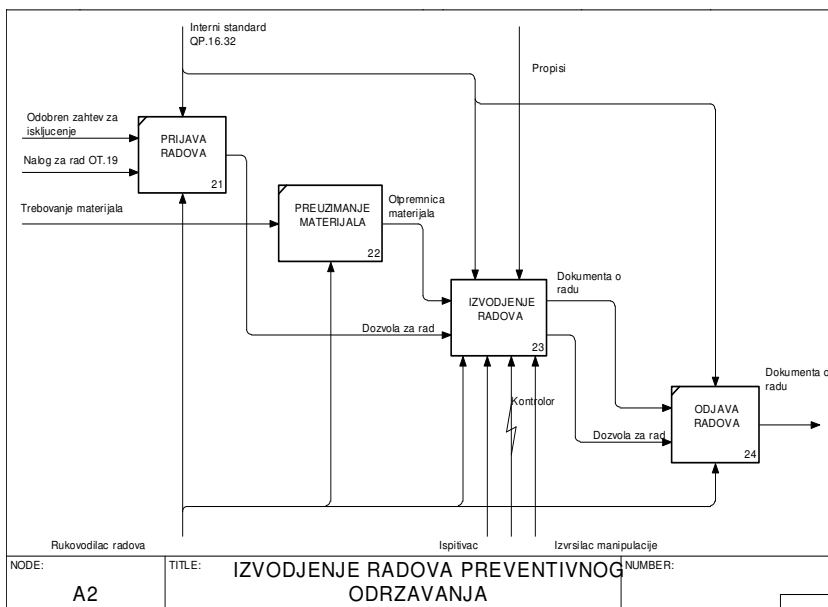 Interni standard
QP.16.32
Propisi
Odobren zahtev za
iskljucenje
PRIJAVA
RADOVA
21
Nalog za rad OT.19
Trebovanje materijala
PREUZIMANJE
MATERIJALA
22
Otpremnica
materijala
Dokumenta o
radu
IZVODJENJE
RADOVA
23
Dozvola za rad
Dokumenta o
radu
Kontrolor
ODJAVA
RADOVA
24
Dozvola za rad
Rukovodilac radova
Ispitivac
Izvrsilac manipulacije
NODE:
A2
TITLE:
IZVODJENJE RADOVA PREVENTIVNOG
ODRZAVANJA
NUMBER: